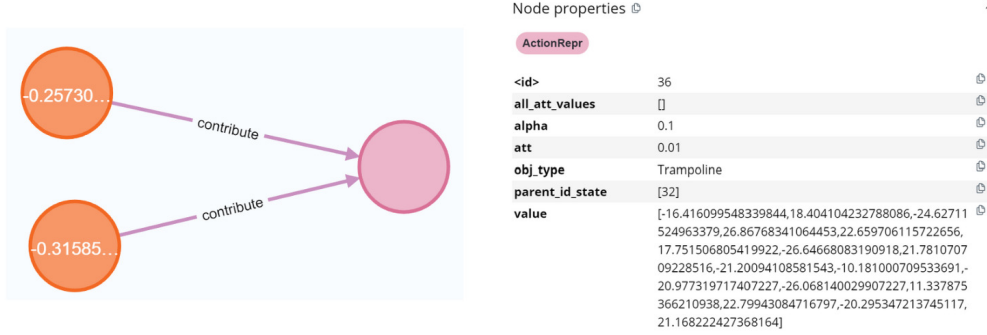 -0.25730...
contribute
contribute
-0.31585...
Node properties
ActionRepr
<id> 36
all_att_values []
alpha 0.1
att 0.01
obj_type Trampoline
parent_id_state [32]
value [-16.416099548339844,18.404104232788086,-24.62711
524963379,26.86768341064453,22.659706115722656,
17.751506805419922,-26.64668083190918,21.7810707
09228516,-21.20094108581543,-10.181000709533691,-
20.977319717407227,-26.068140029907227,11.337875
366210938,22.79943084716797,-20.295347213745117,
21.168222427368164]